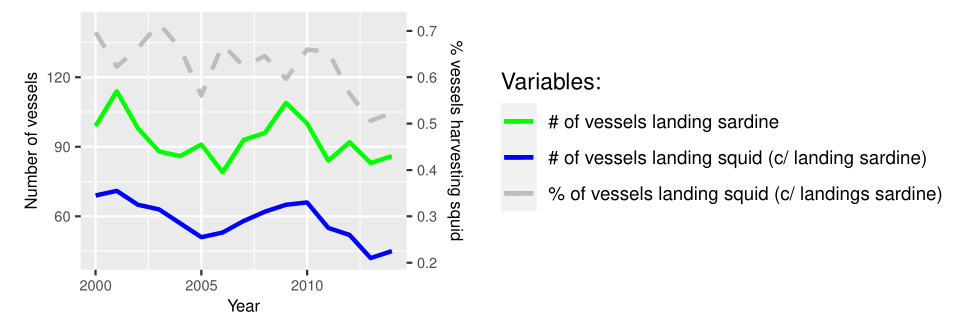 Number of vessels
120
90
60
2000
2005
2010
Year
0.7
0.6
0.5
0.4
0.3
0.2
% vessels harvesting squid
Variables:
# of vessels landing sardine
# of vessels landing squid (c/ landing sardine)
% of vessels landing squid (c/ landings sardine)